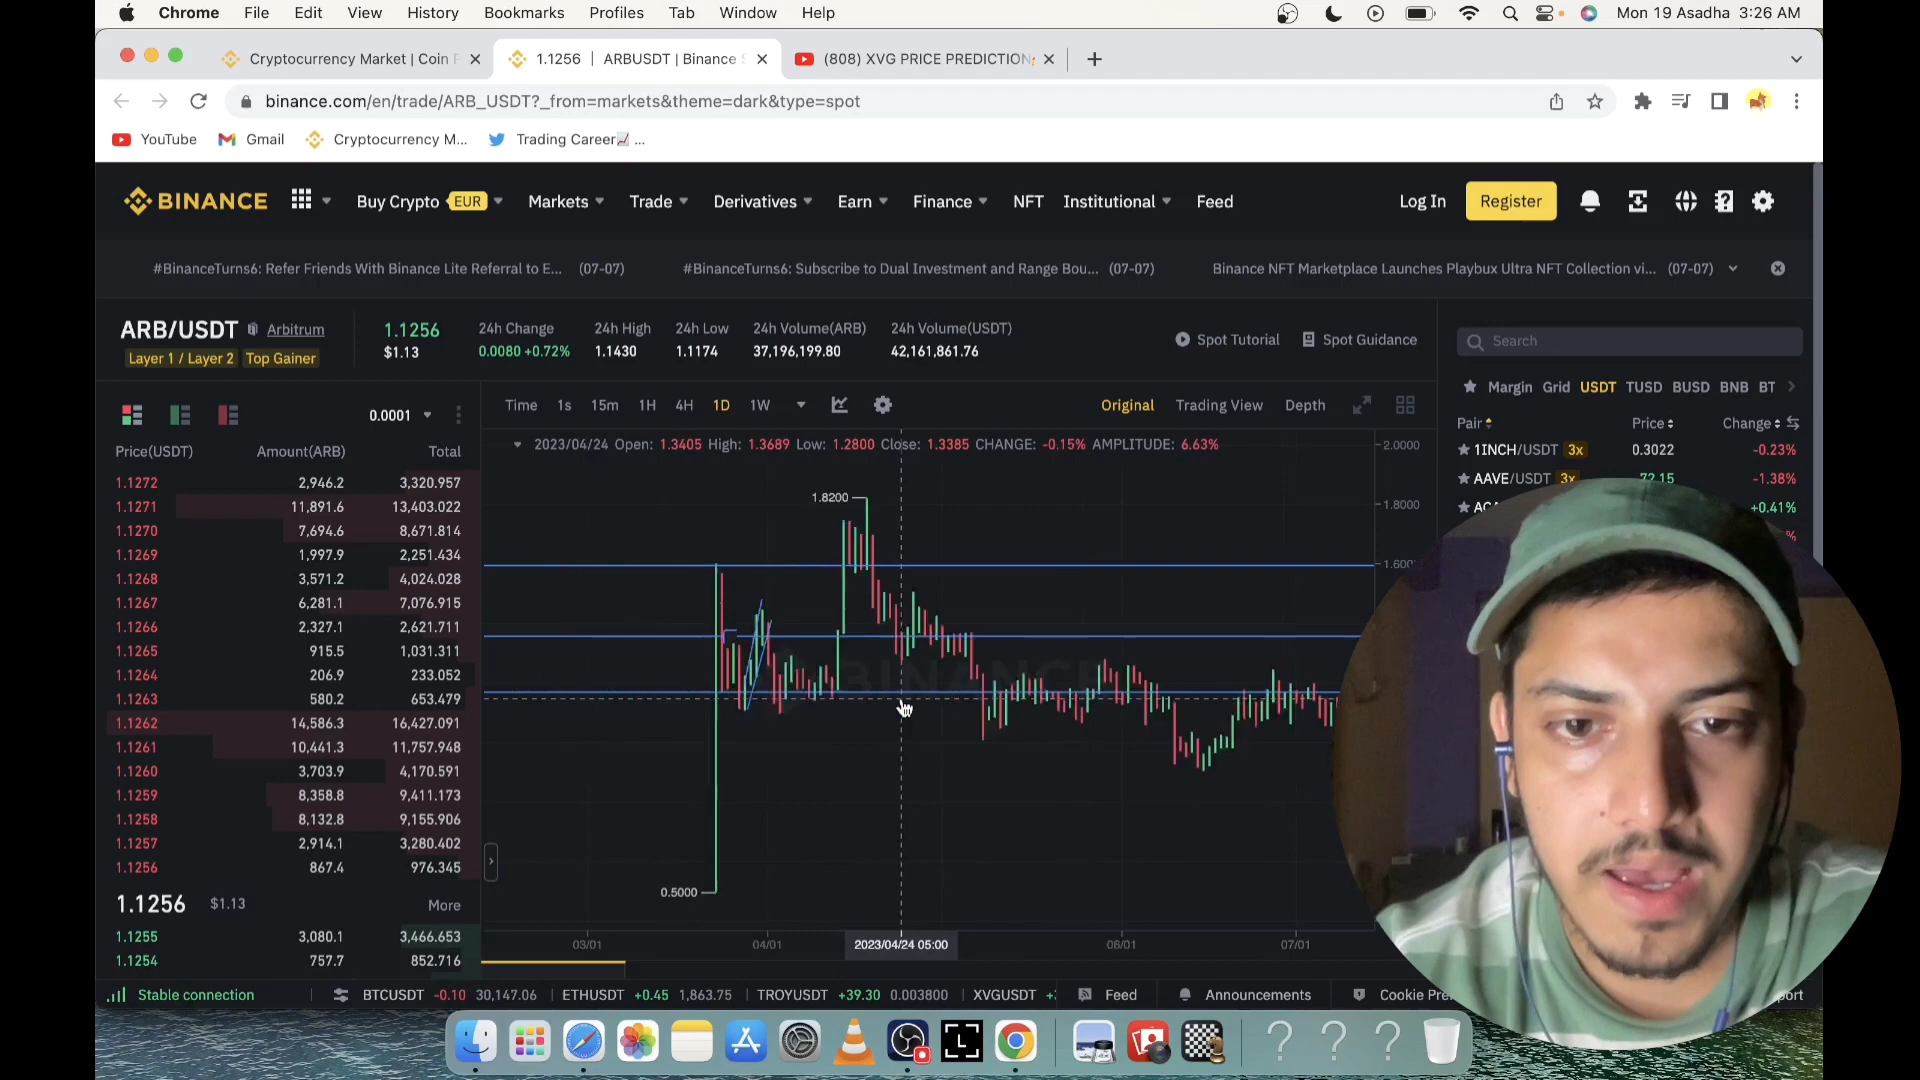 Chrome File Edit View History Bookmarks Profiles Tab Window Help Mon 19 Asadha 3:26 AM
Cryptocurrency Market | Coin P 1.1256 | ARBUSDT | Binance S (808) XVG PRICE PREDICTION
binance.com/en/trade/ARB_USDT?_from=markets&theme=dark&type=spot
YouTube Gmail Cryptocurrency M... Trading Career ...
BINANCE Buy Crypto EUR Markets Trade Derivatives Earn Finance NFT Institutional Feed Log In Register
#BinanceTurns6: Refer Friends With Binance Lite Referral to E... (07-07) #BinanceTurns6: Subscribe to Dual Investment and Range Bou... (07-07) Binance NFT Marketplace Launches Playbux Ultra NFT Collection vi... (07-07)
ARB/USDT Arbitrum
Layer 1 / Layer 2 Top Gainer
1.1256
$1.13
24h Change 24h High 24h Low 24h Volume(ARB) 24h Volume(USDT)
0.0080 +0.72% 1.1430 1.1174 37,196,199.80 42,161,861.76
Spot Tutorial Spot Guidance
Search
Margin Grid USDT TUSD BUSD BNB BT
Pair Price Change
1INCH/USDT 3x 0.3022 -0.23%
AAVE/USDT 3x 72.15 -1.38%
+0.41%
0.0001
Price(USDT) Amount(ARB) Total
1.1272 2,946.2 3,320.957
1.1271 11,891.6 13,403.022
1.1270 7,694.6 8,671.814
1.1269 1,997.9 2,251.434
1.1268 3,571.2 4,024.028
1.1267 6,281.1 7,076.915
1.1266 2,327.1 2,621.711
1.1265 915.5 1,031.311
1.1264 206.9 233.052
1.1263 580.2 653.479
1.1262 14,586.3 16,427.091
1.1261 10,441.3 11,757.948
1.1260 3,703.9 4,170.591
1.1259 8,358.8 9,411.173
1.1258 8,132.8 9,155.906
1.1257 2,914.1 3,280.402
1.1256 867.4 976.345
1.1256 $1.13 More
1.1255 3,080.1 3,466.653
1.1254 757.7 852.716
Time 1s 15m 1H 4H 1D 1W Original Trading View Depth
2023/04/24 Open: 1.3405 High: 1.3689 Low: 1.2800 Close: 1.3385 CHANGE: -0.15% AMPLITUDE: 6.63%
2.0000
1.8200
1.8000
BINANCE
0.5000
03/01 04/01 2023/04/24 05:00 06/01 07/01
Stable connection BTCUSDT -0.10 30,147.06 ETHUSDT +0.45 1,863.75 TROYUSDT +39.30 0.003800 XVGUSDT Feed Announcements Cookie